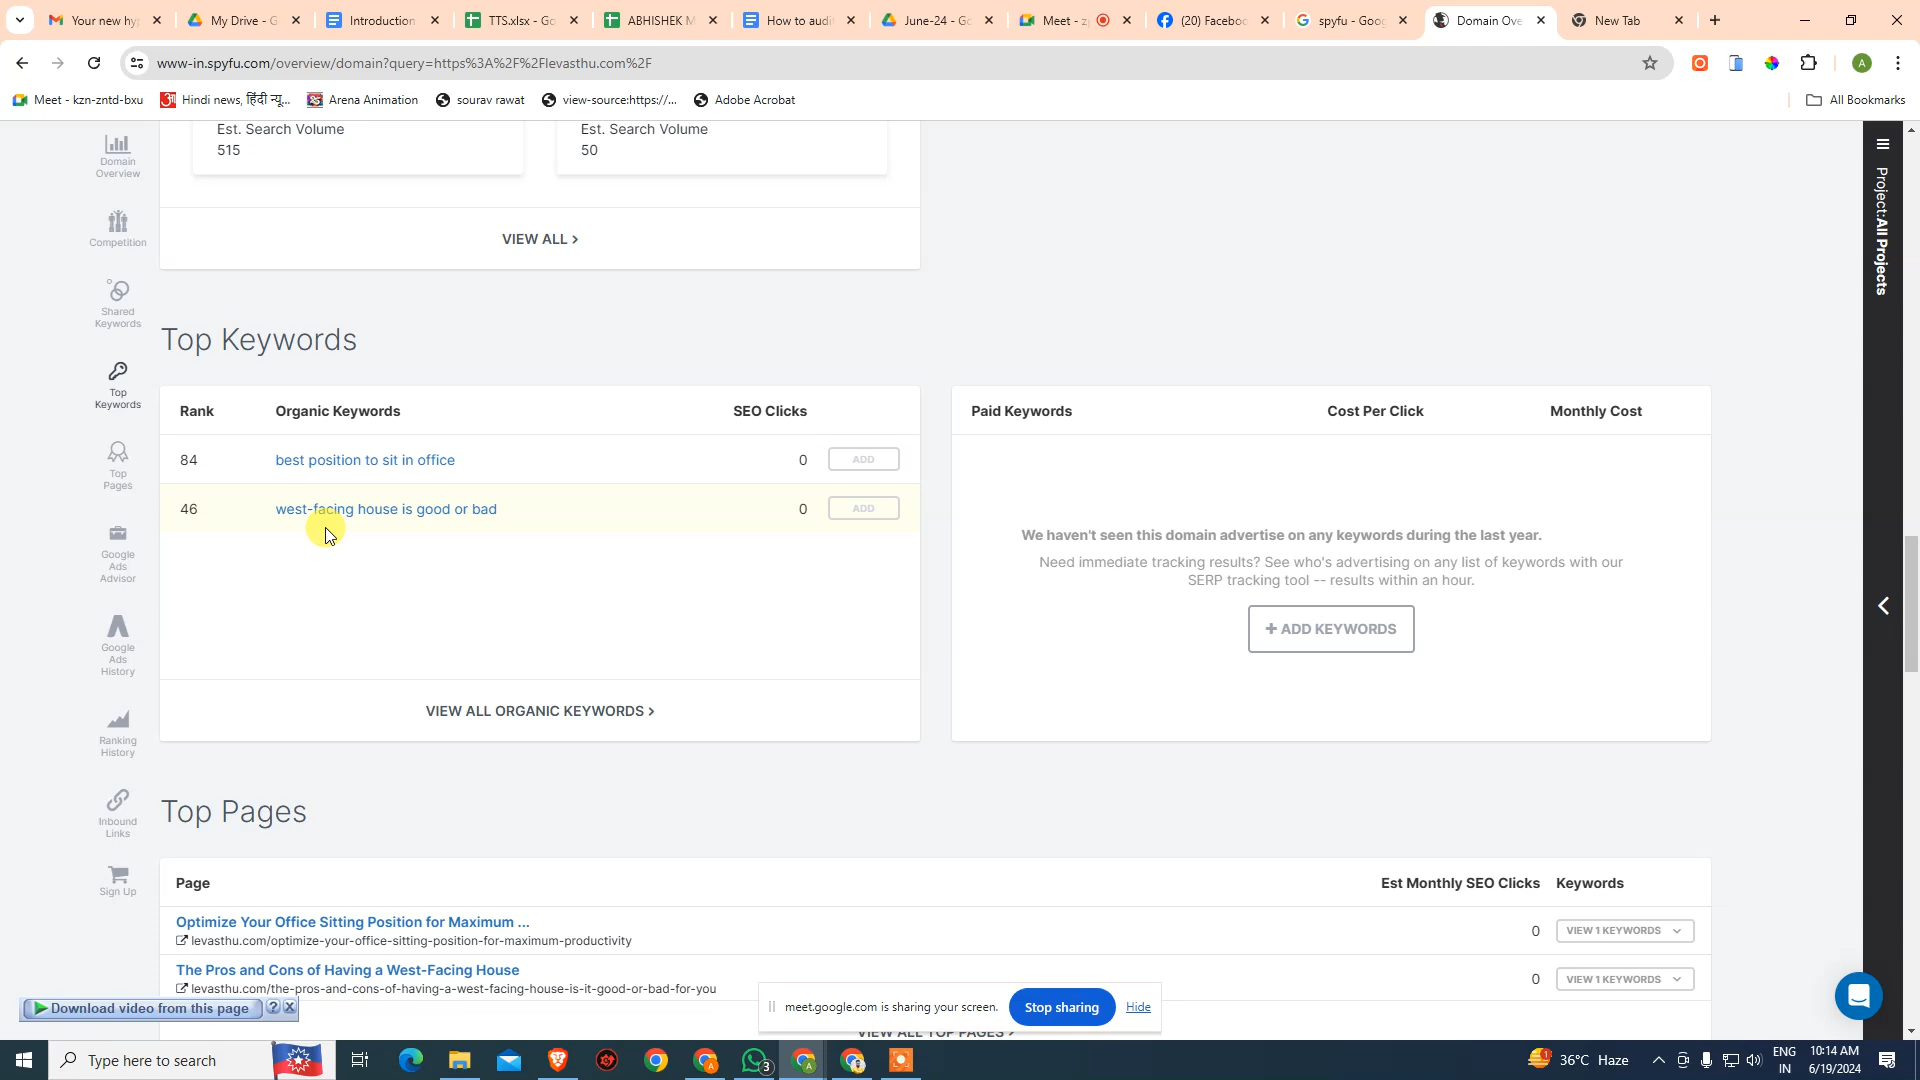 Your new hy
My Drive - G
Introduction
TTS.xlsx - Go
ABHISHEK M
How to audi
June-24 - Go
Meet - z
(20) Faceboo
spyfu - Goog
Domain Ove
New Tab
www-in.spyfu.com/overview/domain?query=https%3A%2F%2Flevasthu.com%2F
A
Meet - kzn-zntd-bxu
Hindi news, हिंदी न्यू...
Arena Animation
sourav rawat
view-source:https://...
Adobe Acrobat
All Bookmarks
Domain
Overview
Competition
Shared
Keywords
Top
Keywords
Top
Pages
Google
Ads
Advisor
Google
Ads
History
Ranking
History
Inbound
Links
Sign Up
Est. Search Volume
515
Est. Search Volume
50
VIEW ALL >
Project:All Projects
Top Keywords
Rank Organic Keywords SEO Clicks
84 best position to sit in office 0 ADD
46 west-facing house is good or bad 0 ADD
VIEW ALL ORGANIC KEYWORDS >
Paid Keywords Cost Per Click Monthly Cost
We haven't seen this domain advertise on any keywords during the last year.
Need immediate tracking results? See who's advertising on any list of keywords with our
SERP tracking tool -- results within an hour.
+ ADD KEYWORDS
Top Pages
Page Est Monthly SEO Clicks Keywords
Optimize Your Office Sitting Position for Maximum ...
levasthu.com/optimize-your-office-sitting-position-for-maximum-productivity
0 VIEW 1 KEYWORDS
The Pros and Cons of Having a West-Facing House
levasthu.com/the-pros-and-cons-of-having-a-west-facing-house-is-it-good-or-bad-for-you
0 VIEW 1 KEYWORDS
VIEW ALL TOP PAGES >
Download video from this page
meet.google.com is sharing your screen.
Stop sharing
Hide
Type here to search
3
36°C Haze
ENG
IN
10:14 AM
6/19/2024